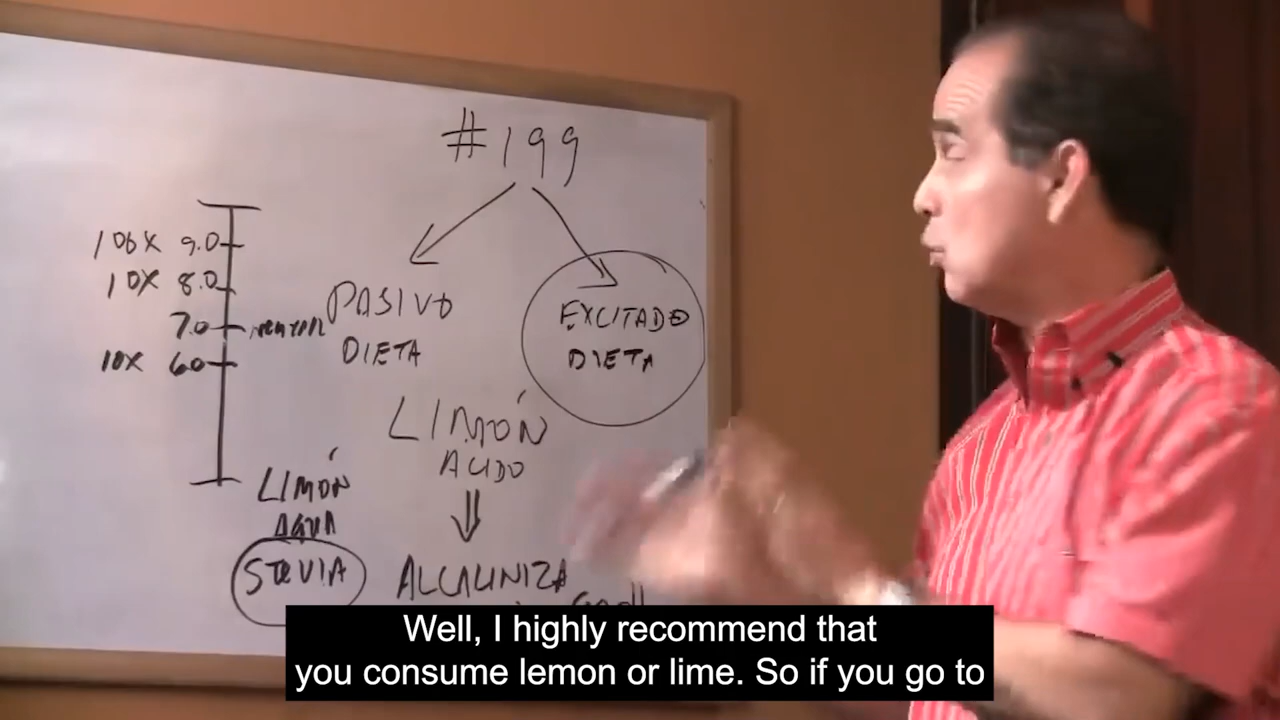 #199
106X 9.0
10X 8.0
7.0
10X 6.0
PASIVO
DIETA
EXCITADO
DIETA
LIMÓN
ACIDO
ALCALINIZA
LIMÓN
AGUA
STEVIA
Well, I highly recommend that
you consume lemon or lime. So if you go to